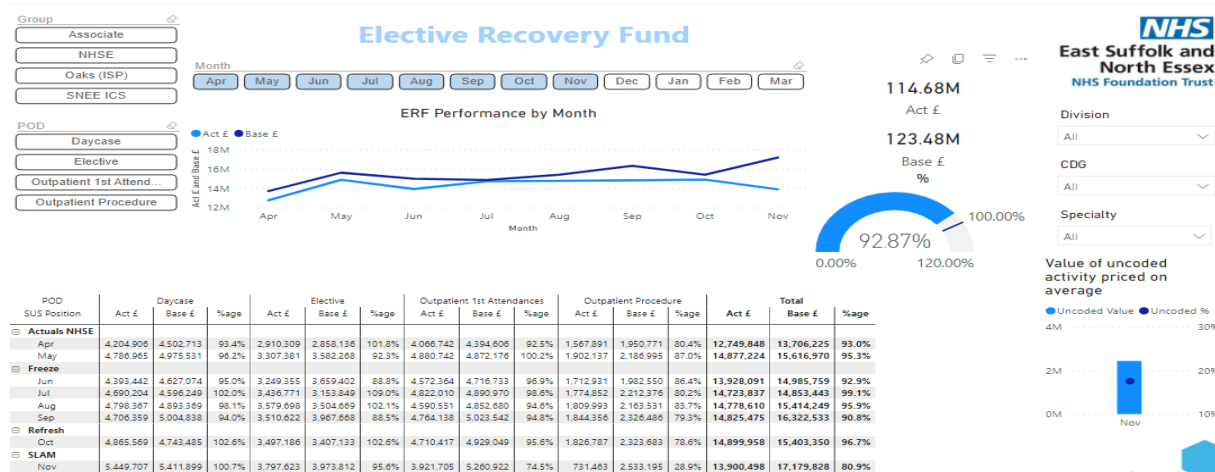 Group
Associate
NHSE
Oaks (ISP)
SNEE ICS
POD
Daycase
Elective
Outpatient 1st Attend...
Outpatient Procedure
Elective Recovery Fund
Month
Apr May Jun Jul Aug Sep Oct Nov Dec Jan Feb Mar
ERF Performance by Month
Act £ Base £
Act £ and Base £
18M
16M
14M
12M
Apr May Jun Jul Aug Sep Oct Nov
Month
114.68M
Act £
123.48M
Base £
%
100.00%
92.87%
0.00% 120.00%
NHS
East Suffolk and
North Essex
NHS Foundation Trust
Division
All
CDG
All
Specialty
All
Value of uncoded
activity priced on
average
Uncoded Value Uncoded %
4M 30%
2M 20%
0M 10%
Nov
POD Daycase Elective Outpatient 1st Attendances Outpatient Procedure Total
SUS Position Act £ Base £ %age Act £ Base £ %age Act £ Base £ %age Act £ Base £ %age Act £ Base £ %age
Actuals NHSE
Apr 4,204,906 4,502,713 93.4% 2,910,309 2,858,136 101.8% 4,066,742 4,394,606 92.5% 1,567,891 1,950,771 80.4% 12,749,848 13,706,225 93.0%
May 4,786,965 4,975,531 96.2% 3,307,381 3,582,268 92.3% 4,880,742 4,872,176 100.2% 1,902,137 2,186,995 87.0% 14,877,224 15,616,970 95.3%
Freeze
Jun 4,393,442 4,627,074 95.0% 3,249,355 3,659,402 88.8% 4,572,364 4,716,733 96.9% 1,712,931 1,982,550 86.4% 13,928,091 14,985,759 92.9%
Jul 4,690,204 4,596,249 102.0% 3,436,771 3,153,849 109.0% 4,822,010 4,890,970 98.6% 1,774,852 2,212,376 80.2% 14,723,837 14,853,443 99.1%
Aug 4,798,367 4,893,369 98.1% 3,579,698 3,504,669 102.1% 4,590,551 4,852,680 94.6% 1,809,993 2,163,531 83.7% 14,778,610 15,414,249 95.9%
Sep 4,706,359 5,004,838 94.0% 3,510,622 3,967,668 88.5% 4,764,138 5,023,542 94.8% 1,844,356 2,326,486 79.3% 14,825,475 16,322,533 90.8%
Refresh
Oct 4,865,569 4,743,485 102.6% 3,497,186 3,407,133 102.6% 4,710,417 4,929,049 95.6% 1,826,787 2,323,683 78.6% 14,899,958 15,403,350 96.7%
SLAM
Nov 5,449,707 5,411,899 100.7% 3,797,623 3,973,812 95.6% 3,921,705 5,260,922 74.5% 731,463 2,533,195 28.9% 13,900,498 17,179,828 80.9%